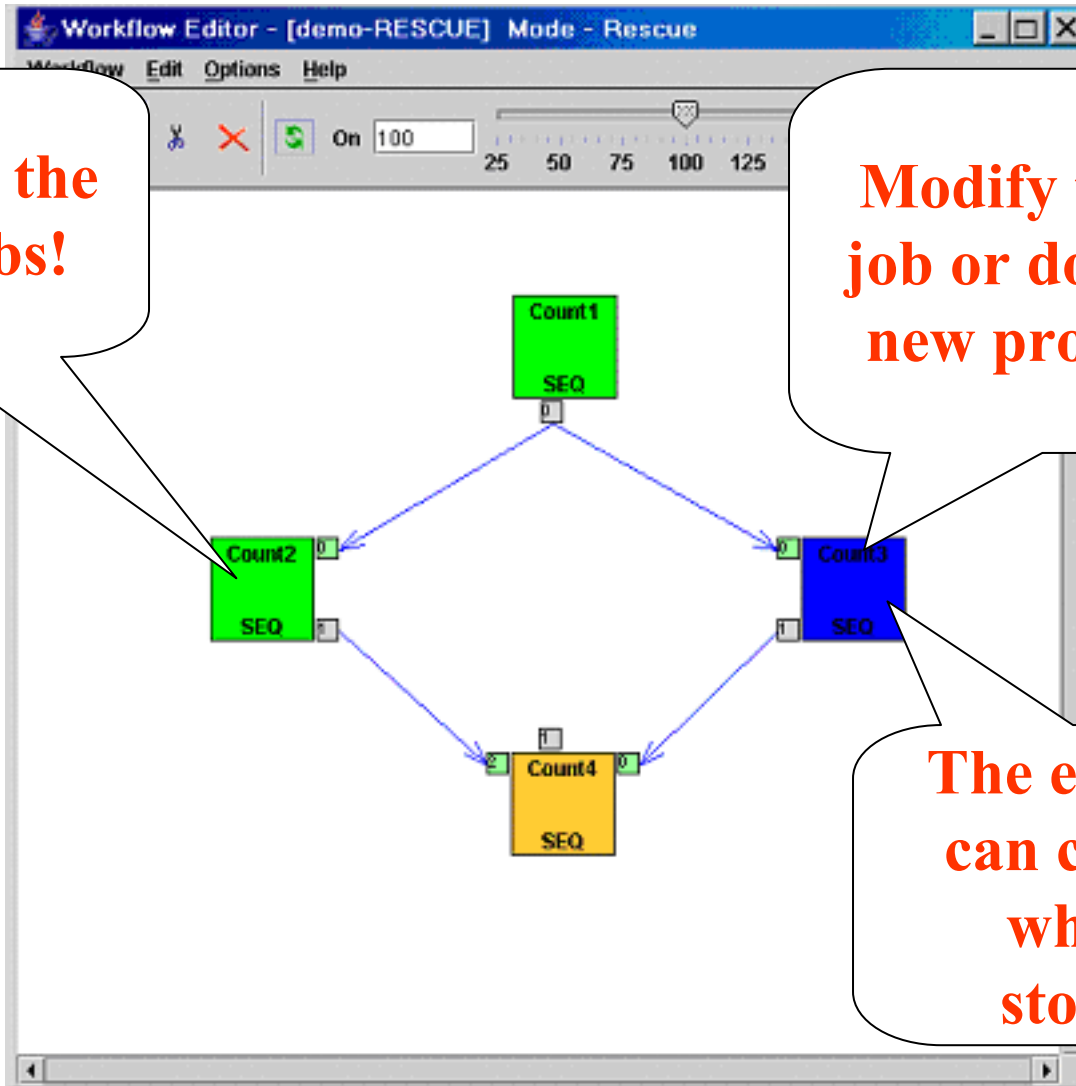 Workflow Editor - [demo-RESCUE] Mode - Rescue
Workflow Edit Options Help
On 100
25 50 75 100 125
the
bs!
Modify
job or do
new pro
Count1
SEQ
0
Count2 0
SEQ 1
0 Count3
1 SEQ
1
2 Count4 0
SEQ
The e
can c
wh
sto